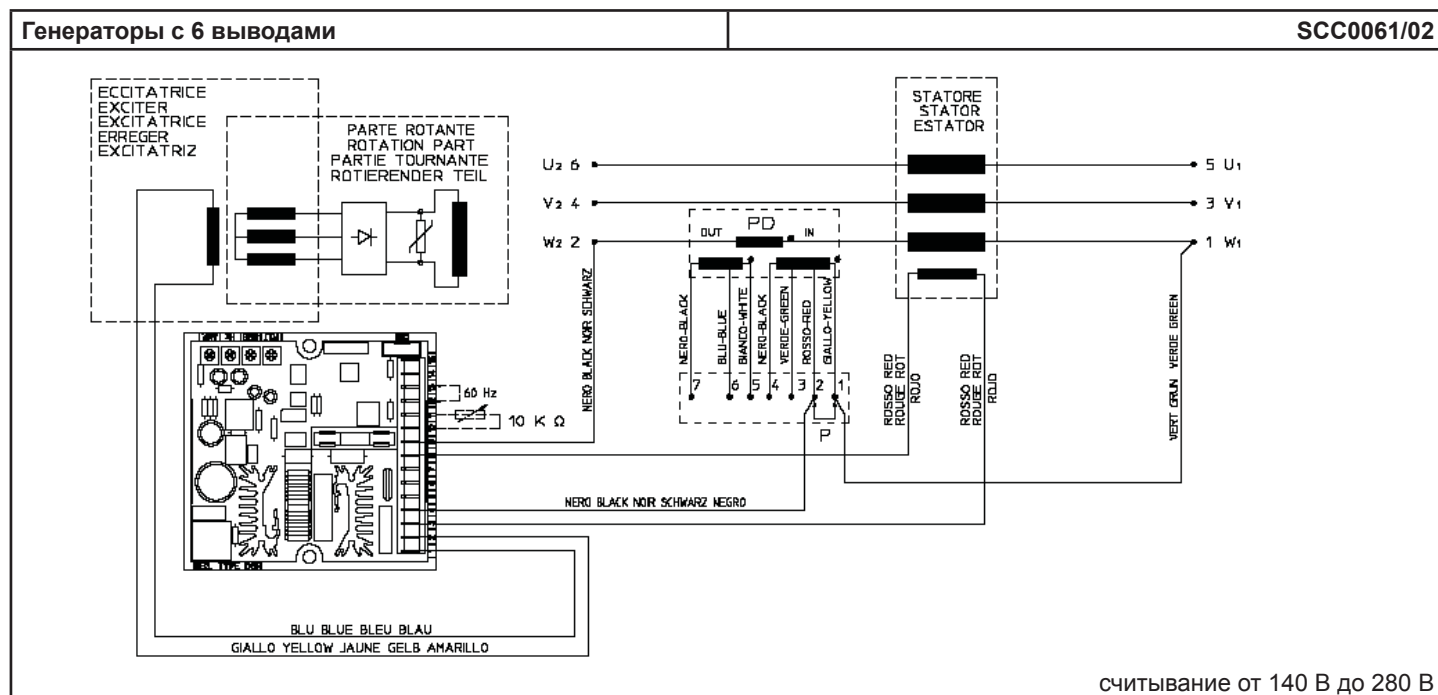 Генераторы с 6 выводами
SCC0061/02
ECCITATRICE
EXCITER
EXCITATRICE
ERREGER
EXCITATRIZ
PARTE ROTANTE
ROTATION PART
PARTIE TOURNANTE
ROTIERENDER TEIL
STATORE
STATOR
ESTATOR
U2 6
5 U1
V2 4
3 V1
W2 2
1 W1
PD
OUT
IN
NERO-BLACK
BLU-BLUE
BIANCO-WHITE
NERO-BLACK
VERDE-GREEN
ROSSO-RED
GIALLO-YELLOW
7 6 5 4 3 2 1
P
NERO BLACK NOIR SCHWARZ
ROSSO RED
ROUGE ROT
ROJO
ROSSO RED
ROUGE ROT
ROJO
VERT GRUN VERDE GREEN
60 Hz
10 K Ω
NERO BLACK NOIR SCHWARZ NEGRO
BLU BLUE BLEU BLAU
GIALLO YELLOW JAUNE GELB AMARILLO
считывание от 140 В до 280 В